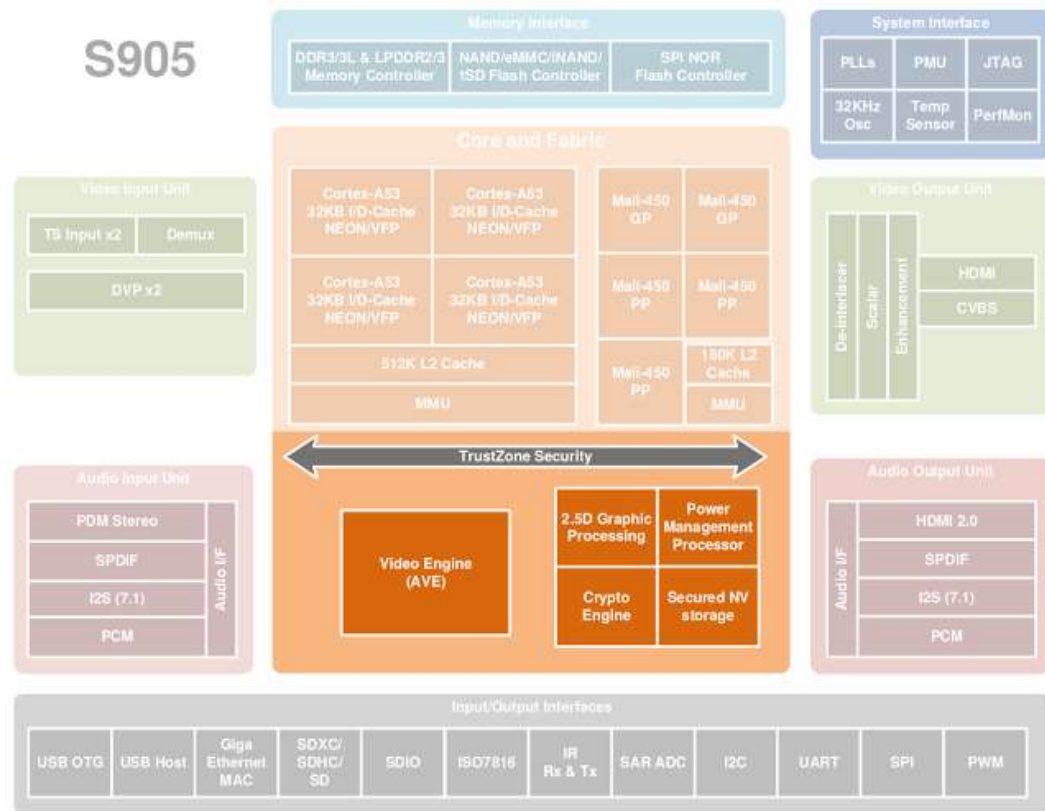 S905
Memory Interface
DDR3/3L & LPDDR2/3
Memory Controller
NAND/eMMC/iNAND/
tSD Flash Controller
SPI NOR
Flash Controller
System Interface
PLLs
PMU
JTAG
32KHz
Osc
Temp
Sensor
PerfMon
Core and Fabric
Cortex-A53
32KB I/D-Cache
NEON/VFP
Cortex-A53
32KB I/D-Cache
NEON/VFP
Cortex-A53
32KB I/D-Cache
NEON/VFP
Cortex-A53
32KB I/D-Cache
NEON/VFP
512K L2 Cache
MMU
Mali-450
GP
Mali-450
GP
Mali-450
PP
Mali-450
PP
Mali-450
PP
160K L2
Cache
MMU
Video Input Unit
TS Input x2
Demux
DVP x2
Video Output Unit
De-interlacer
Scalar
Enhancement
HDMI
CVBS
TrustZone Security
Video Engine
(AVE)
2.5D Graphic
Processing
Power
Management
Processor
Crypto
Engine
Secured NV
storage
Audio Input Unit
PDM Stereo
SPDIF
I2S (7.1)
PCM
Audio I/F
Audio Output Unit
Audio I/F
HDMI 2.0
SPDIF
I2S (7.1)
PCM
Input/Output Interfaces
USB OTG
USB Host
Giga
Ethernet
MAC
SDXC/
SDHC/
SD
SDIO
ISO7816
IR
Rx & Tx
SAR ADC
I2C
UART
SPI
PWM